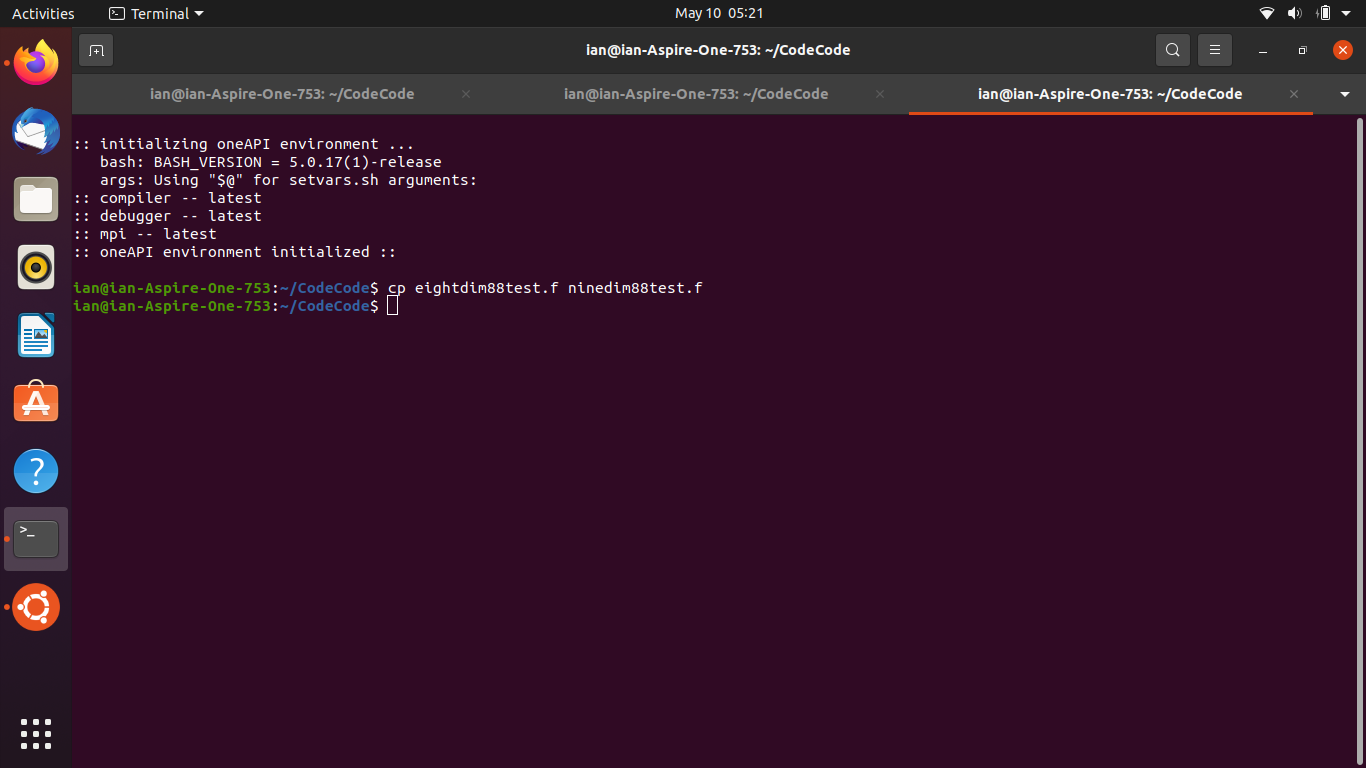 Activities
Terminal
May 10 05:21
ian@ian-Aspire-One-753: ~/CodeCode
ian@ian-Aspire-One-753: ~/CodeCode
ian@ian-Aspire-One-753: ~/CodeCode
ian@ian-Aspire-One-753: ~/CodeCode
:: initializing oneAPI environment ...
bash: BASH_VERSION = 5.0.17(1)-release
args: Using "$@" for setvars.sh arguments:
:: compiler -- latest
:: debugger -- latest
:: mpi -- latest
:: oneAPI environment initialized ::
ian@ian-Aspire-One-753:~/CodeCode$ cp eightdim88test.f ninedim88test.f
ian@ian-Aspire-One-753:~/CodeCode$